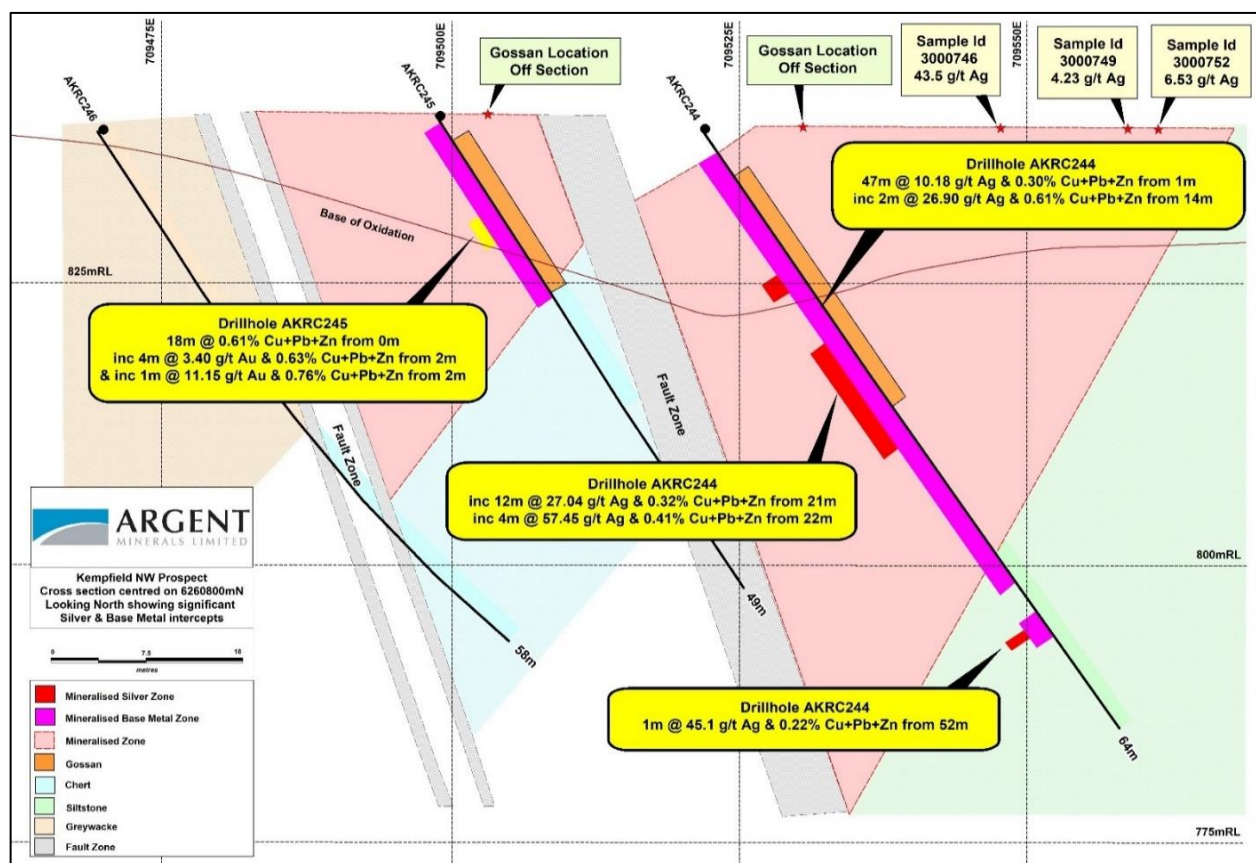 709475E
709500E
709525E
709550E
Gossan Location
Off Section
Gossan Location
Off Section
Sample Id
3000746
43.5 g/t Ag
Sample Id
3000749
4.23 g/t Ag
Sample Id
3000752
6.53 g/t Ag
AKRC246
AKRC245
AKRC244
Drillhole AKRC244
47m @ 10.18 g/t Ag & 0.30% Cu+Pb+Zn from 1m
inc 2m @ 26.90 g/t Ag & 0.61% Cu+Pb+Zn from 14m
Base of Oxidation
825mRL
Drillhole AKRC245
18m @ 0.61% Cu+Pb+Zn from 0m
inc 4m @ 3.40 g/t Au & 0.63% Cu+Pb+Zn from 2m
& inc 1m @ 11.15 g/t Au & 0.76% Cu+Pb+Zn from 2m
Fault Zone
Fault Zone
Drillhole AKRC244
inc 12m @ 27.04 g/t Ag & 0.32% Cu+Pb+Zn from 21m
inc 4m @ 57.45 g/t Ag & 0.41% Cu+Pb+Zn from 22m
800mRL
49m
58m
64m
Drillhole AKRC244
1m @ 45.1 g/t Ag & 0.22% Cu+Pb+Zn from 52m
775mRL
ARGENT
MINERALS LIMITED
Kempfield NW Prospect
Cross section centred on 6260800mN
Looking North showing significant
Silver & Base Metal intercepts
0 7.5 15
metres
Mineralised Silver Zone
Mineralised Base Metal Zone
Mineralised Zone
Gossan
Chert
Siltstone
Greywacke
Fault Zone